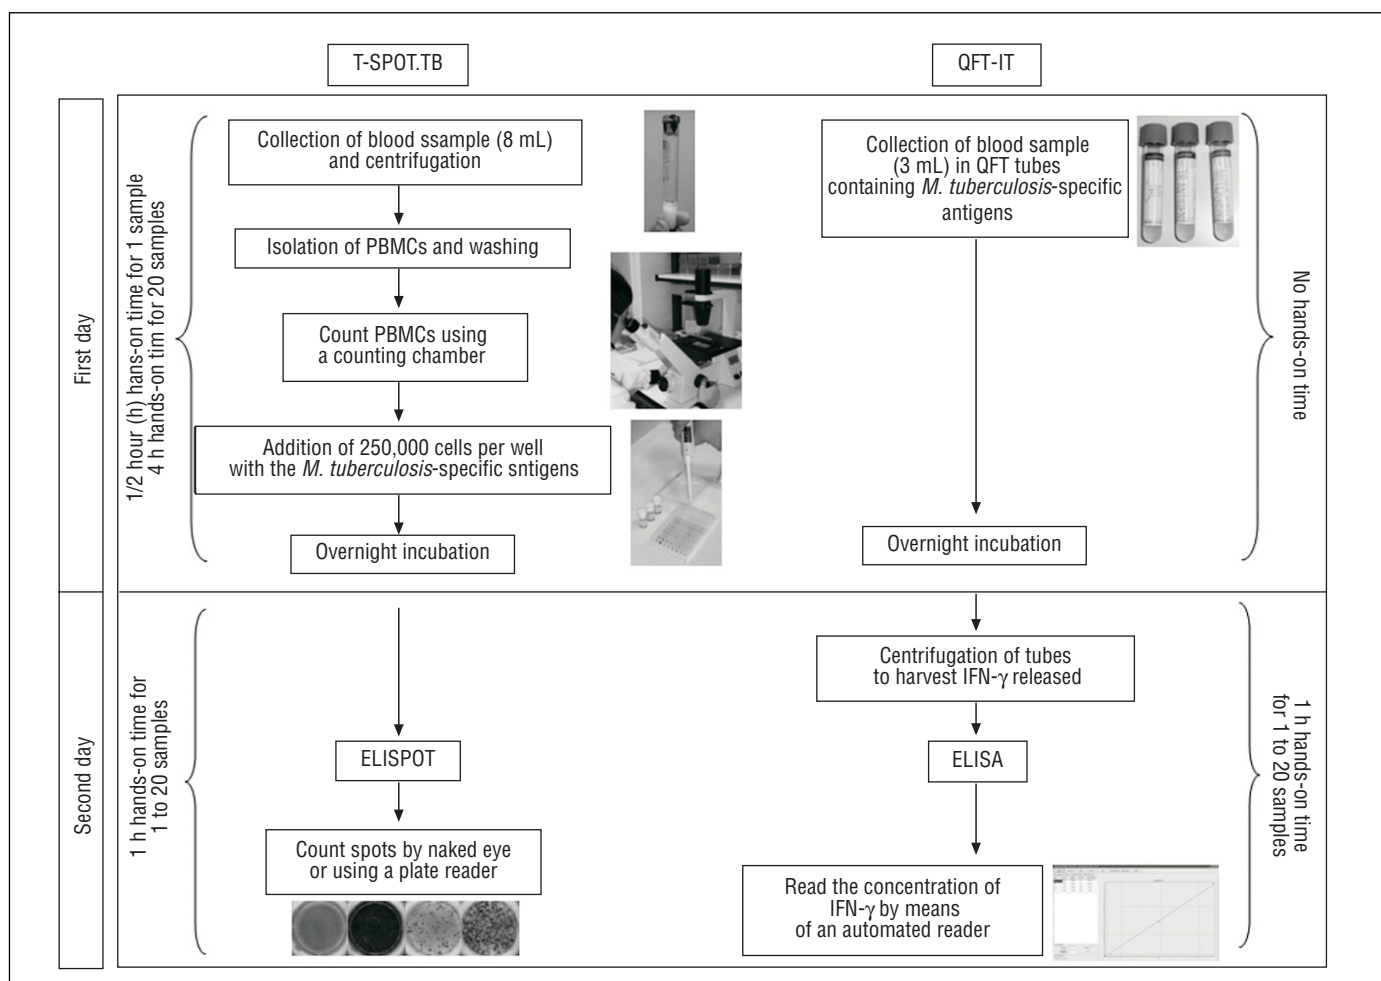 T-SPOT.TB
QFT-IT
First day
1/2 hour (h) hans-on time for 1 sample
4 h hands-on tim for 20 samples
Collection of blood ssample (8 mL)
and centrifugation
Isolation of PBMCs and washing
Count PBMCs using
a counting chamber
Addition of 250,000 cells per well
with the M. tuberculosis-specific sntigens
Overnight incubation
Collection of blood sample
(3 mL) in QFT tubes
containing M. tuberculosis-specific
antigens
Overnight incubation
No hands-on time
Second day
1 h hands-on time for
1 to 20 samples
ELISPOT
Count spots by naked eye
or using a plate reader
Centrifugation of tubes
to harvest IFN-γ released
ELISA
Read the concentration of
IFN-γ by means
of an automated reader
1 h hands-on time
for 1 to 20 samples